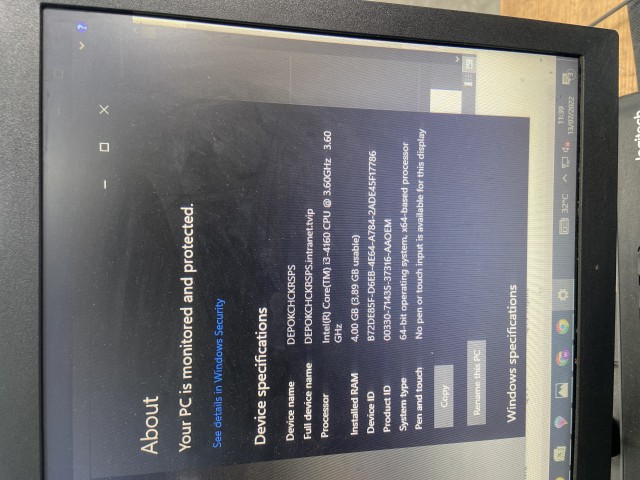 About
Your PC is monitored and protected.
See details in Windows Security
Device specifications
Device name DEPOKCHCKRSPS
Full device name DEPOKCHCKRSPS.intranet.tvip
Processor Intel(R) Core(TM) i3-4160 CPU @ 3.60GHz 3.60
GHz
Installed RAM 4,00 GB (3,89 GB usable)
Device ID B72DE85F-D6EB-4E64-A784-2ADE45F17786
Product ID 00330-71435-37316-AAOEM
System type 64-bit operating system, x64-based processor
Pen and touch No pen or touch input is available for this display
Copy
Rename this PC
Windows specifications
32°C
11:39
13/07/2022
logitech